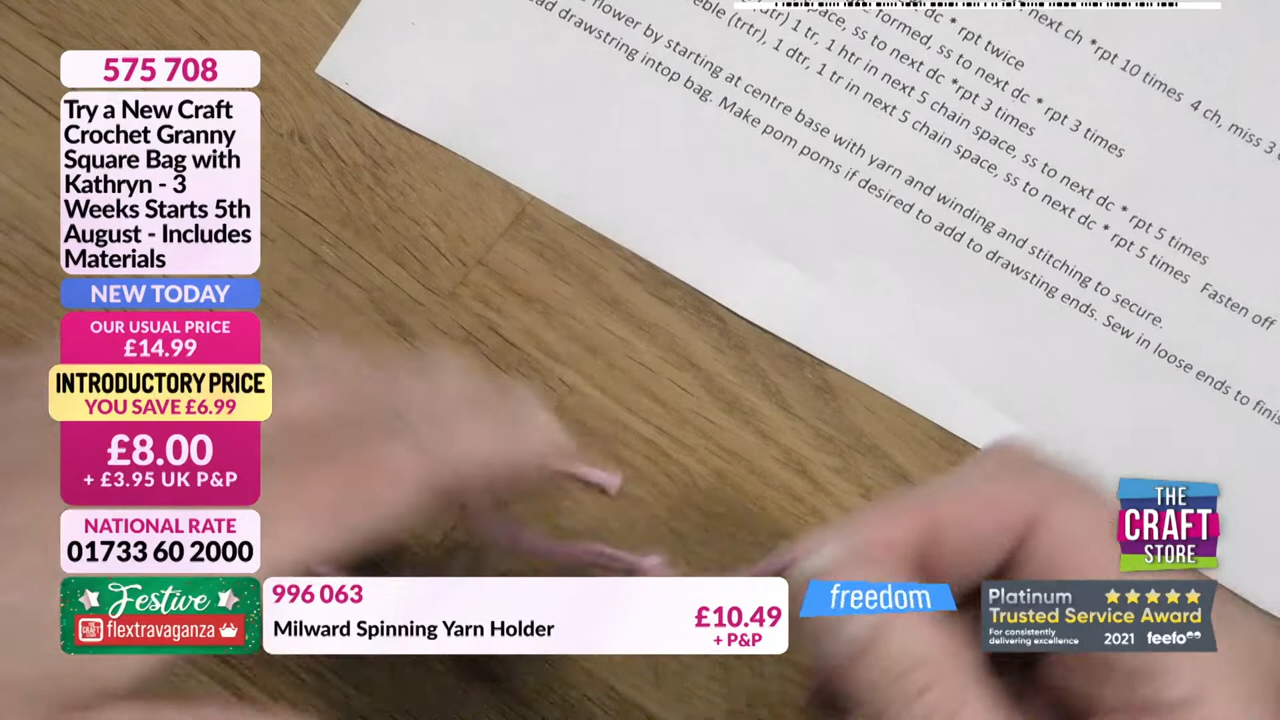 575 708
Try a New Craft
Crochet Granny
Square Bag with
Kathryn - 3
Weeks Starts 5th
August - Includes
Materials
NEW TODAY
OUR USUAL PRICE
£14.99
INTRODUCTORY PRICE
YOU SAVE £6.99
£8.00
+ £3.95 UK P&P
NATIONAL RATE
01733 60 2000
Festive
THE CRAFT STORE
flextravaganza
996 063
Milward Spinning Yarn Holder
£10.49
+ P&P
freedom
THE
CRAFT
STORE
Platinum
Trusted Service Award
For consistently
delivering excellence
2021 feefo
next ch *rpt 10 times 4 ch, miss 3
dc *rpt twice
formed, ss to next dc *rpt 3 times
space, ss to next dc *rpt 3 times
1 tr, 1 htr in next 5 chain space, ss to next dc *rpt 5 times
(trtr), 1 dtr, 1 tr in next 5 chain space, ss to next dc * rpt 5 times Fasten off
flower by starting at centre base with yarn and winding and stitching to secure.
drawstring intop bag. Make pom poms if desired to add to drawsting ends. Sew in loose ends to